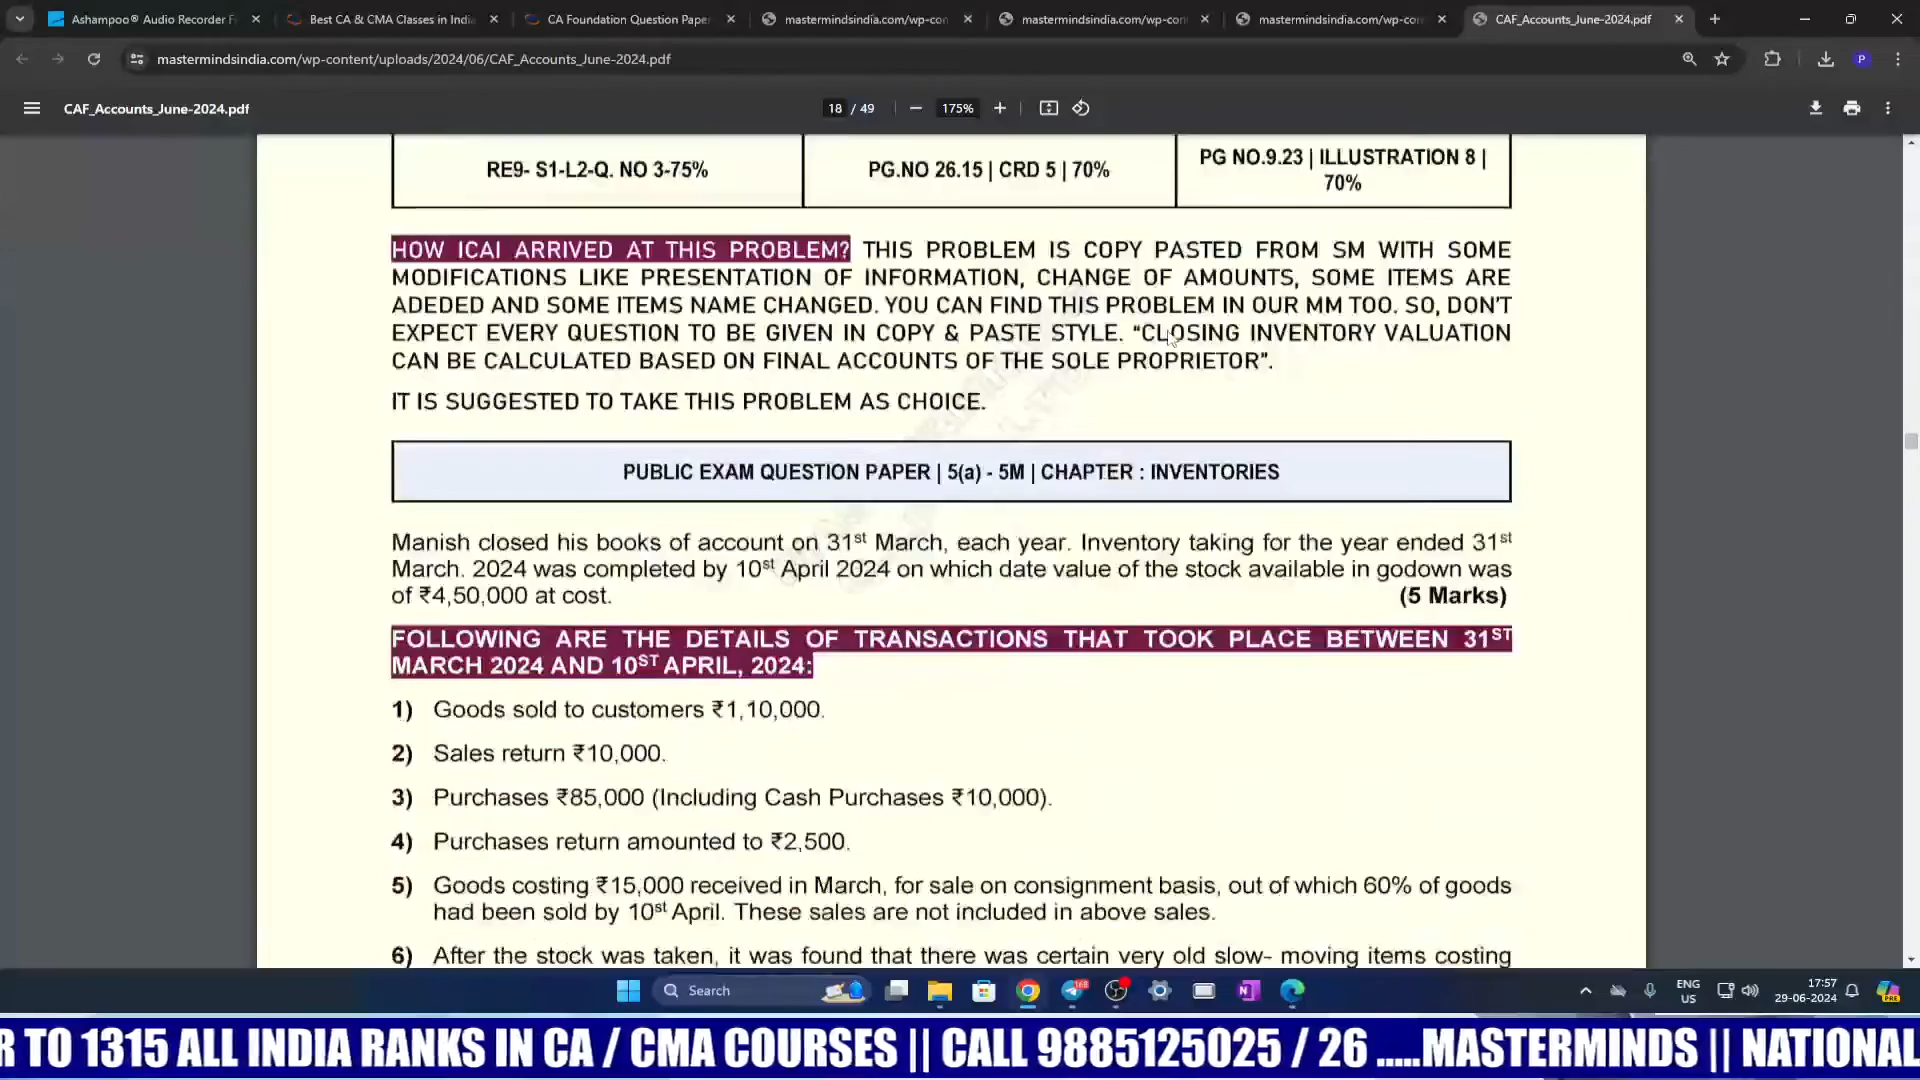 Ashampoo® Audio Recorder F
Best CA & CMA Classes in India
CA Foundation Question Paper
mastermindsindia.com/wp-con
mastermindsindia.com/wp-con
mastermindsindia.com/wp-con
CAF_Accounts_June-2024.pdf
mastermindsindia.com/wp-content/uploads/2024/06/CAF_Accounts_June-2024.pdf
P
CAF_Accounts_June-2024.pdf
18 / 49
175%
RE9- S1-L2-Q. NO 3-75%
PG.NO 26.15 | CRD 5 | 70%
PG NO.9.23 | ILLUSTRATION 8 |
70%
HOW ICAI ARRIVED AT THIS PROBLEM? THIS PROBLEM IS COPY PASTED FROM SM WITH SOME
MODIFICATIONS LIKE PRESENTATION OF INFORMATION, CHANGE OF AMOUNTS, SOME ITEMS ARE
ADEDED AND SOME ITEMS NAME CHANGED. YOU CAN FIND THIS PROBLEM IN OUR MM TOO. SO, DON'T
EXPECT EVERY QUESTION TO BE GIVEN IN COPY & PASTE STYLE. "CLOSING INVENTORY VALUATION
CAN BE CALCULATED BASED ON FINAL ACCOUNTS OF THE SOLE PROPRIETOR".
IT IS SUGGESTED TO TAKE THIS PROBLEM AS CHOICE.
PUBLIC EXAM QUESTION PAPER | 5(a) - 5M | CHAPTER : INVENTORIES
Manish closed his books of account on 31st March, each year. Inventory taking for the year ended 31st
March. 2024 was completed by 10st April 2024 on which date value of the stock available in godown was
of ₹4,50,000 at cost. (5 Marks)
FOLLOWING ARE THE DETAILS OF TRANSACTIONS THAT TOOK PLACE BETWEEN 31ST
MARCH 2024 AND 10ST APRIL, 2024:
1) Goods sold to customers ₹1,10,000.
2) Sales return ₹10,000.
3) Purchases ₹85,000 (Including Cash Purchases ₹10,000).
4) Purchases return amounted to ₹2,500.
5) Goods costing ₹15,000 received in March, for sale on consignment basis, out of which 60% of goods
had been sold by 10st April. These sales are not included in above sales.
6) After the stock was taken, it was found that there was certain very old slow- moving items costing
Search
168
ENG
US
17:57
29-06-2024
PRE
R TO 1315 ALL INDIA RANKS IN CA / CMA COURSES || CALL 9885125025 / 26 .....MASTERMINDS || NATIONAL